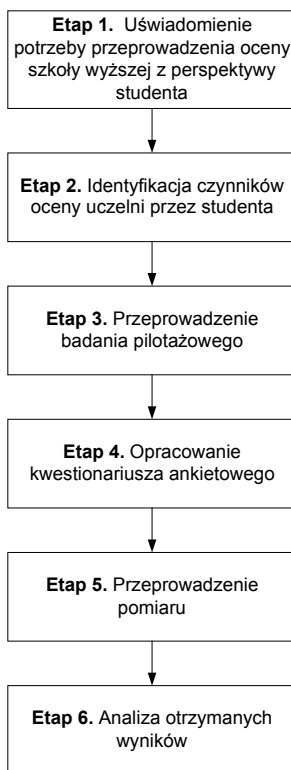 Etap 1. Uświadomienie
potrzeby przeprowadzenia oceny
szkoły wyższej z perspektywy
studenta
Etap 2. Identyfikacja czynników
oceny uczelni przez studenta
Etap 3. Przeprowadzenie
badania pilotażowego
Etap 4. Opracowanie
kwestionariusza ankietowego
Etap 5. Przeprowadzenie
pomiaru
Etap 6. Analiza otrzymanych
wyników